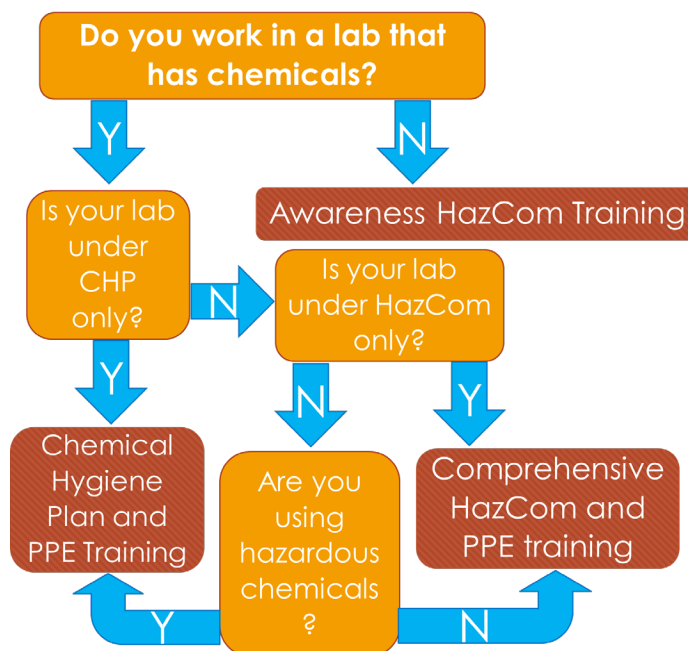 Do you work in a lab that
has chemicals?
Y
N
Is your lab
under
CHP
only?
Awareness HazCom Training
N
Is your lab
under HazCom
only?
Y
N
Y
Chemical
Hygiene
Plan and
PPE Training
Are you
using
hazardous
chemicals
?
Comprehensive
HazCom and
PPE training
Y
N